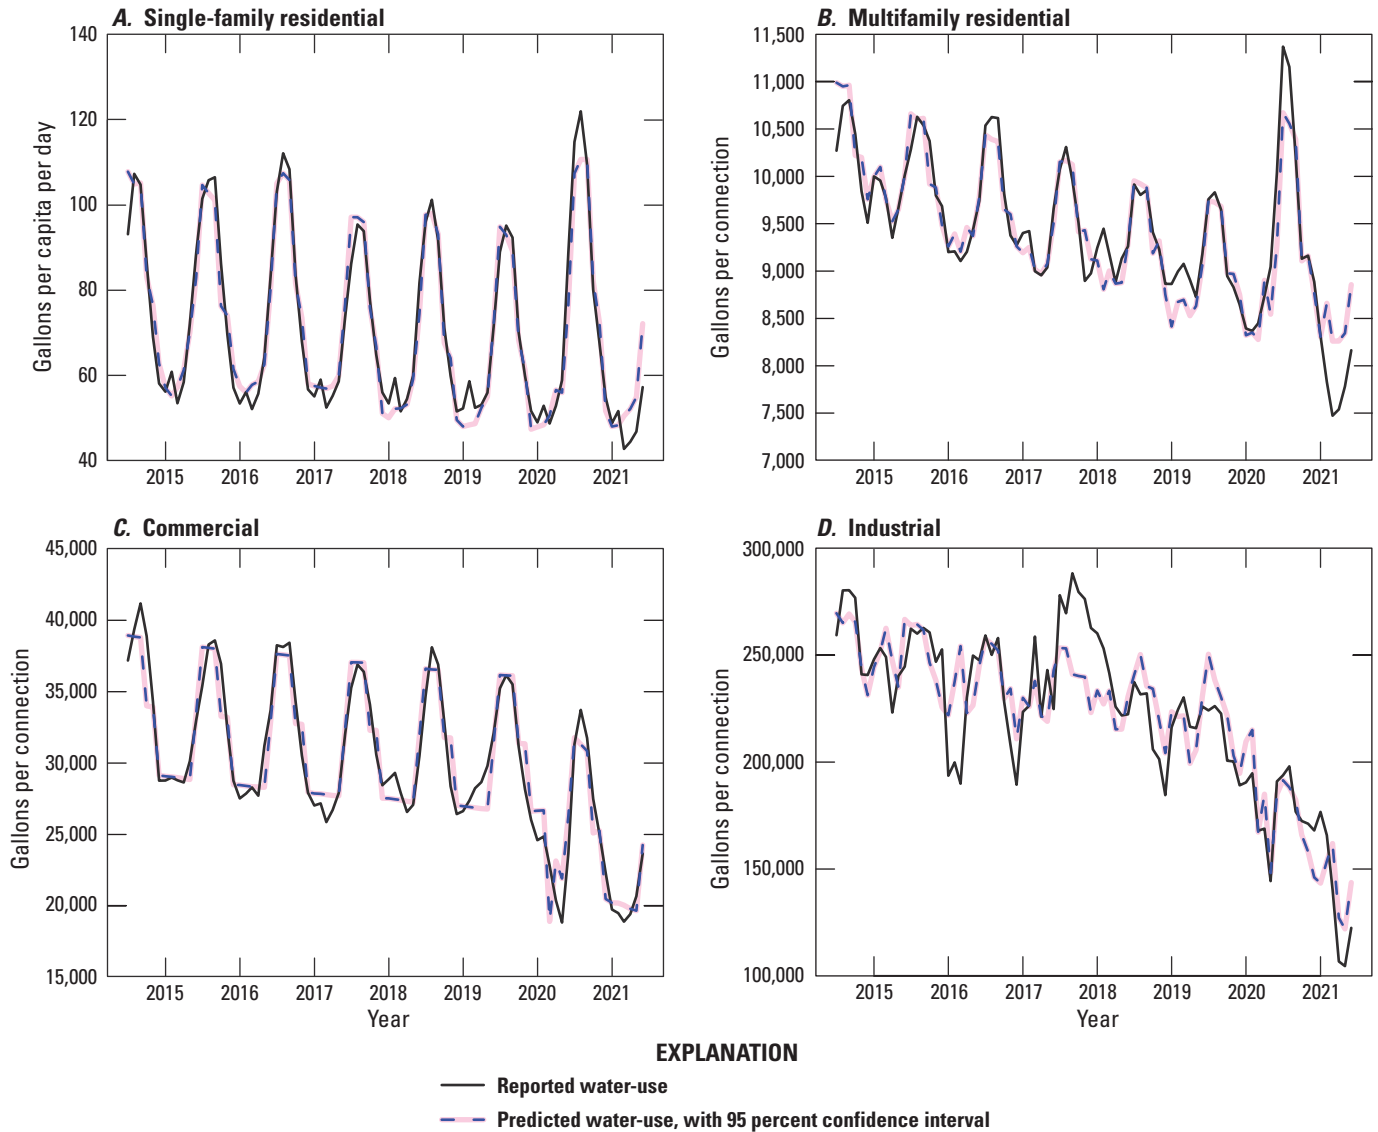 A. Single-family residential
140
120
100
80
60
40
Gallons per capita per day
2015 2016 2017 2018 2019 2020 2021
B. Multifamily residential
11,500
11,000
10,500
10,000
9,500
9,000
8,500
8,000
7,500
7,000
Gallons per connection
2015 2016 2017 2018 2019 2020 2021
C. Commercial
45,000
40,000
35,000
30,000
25,000
20,000
15,000
Gallons per connection
2015 2016 2017 2018 2019 2020 2021
Year
D. Industrial
300,000
250,000
200,000
150,000
100,000
Gallons per connection
2015 2016 2017 2018 2019 2020 2021
Year
EXPLANATION
Reported water-use
Predicted water-use, with 95 percent confidence interval